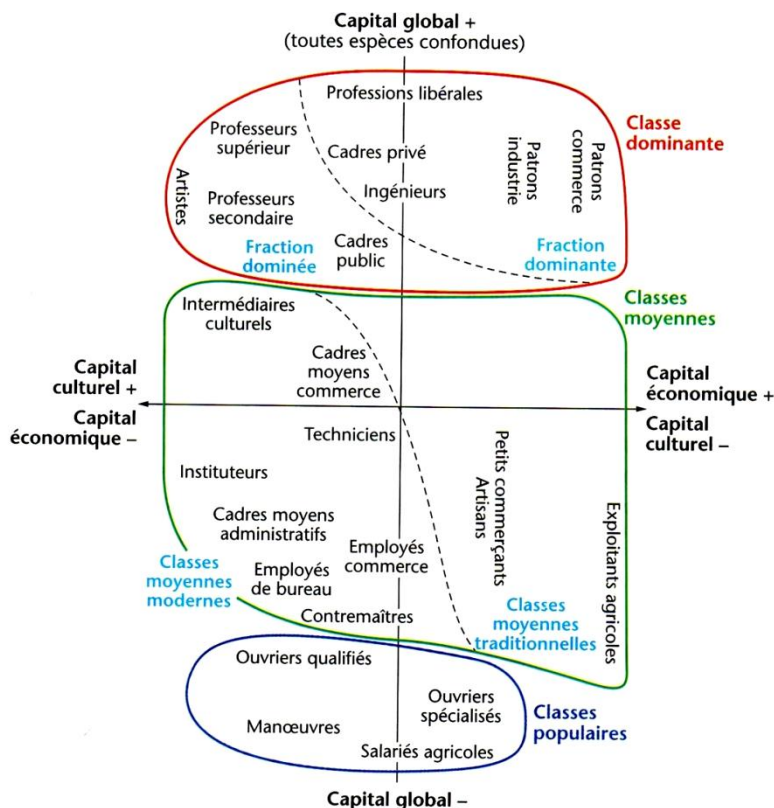 Capital global +
(toutes espèces confondues)
Professions libérales
Classe
dominante
Professeurs
supérieur
Cadres privé
Patrons
industrie
Patrons
commerce
Artistes
Ingénieurs
Professeurs
secondaire
Cadres
public
Fraction
dominée
Fraction
dominante
Classes
moyennes
Intermédiaires
culturels
Cadres
moyens
commerce
Capital
culturel +
Capital
économique +
Capital
économique –
Capital
culturel –
Techniciens
Petits commerçants
Artisans
Instituteurs
Exploitants agricoles
Cadres moyens
administratifs
Employés
commerce
Classes
moyennes
modernes
Employés
de bureau
Contremaîtres
Classes
moyennes
traditionnelles
Ouvriers qualifiés
Ouvriers
spécialisés
Classes
populaires
Manœuvres
Salariés agricoles
Capital global –